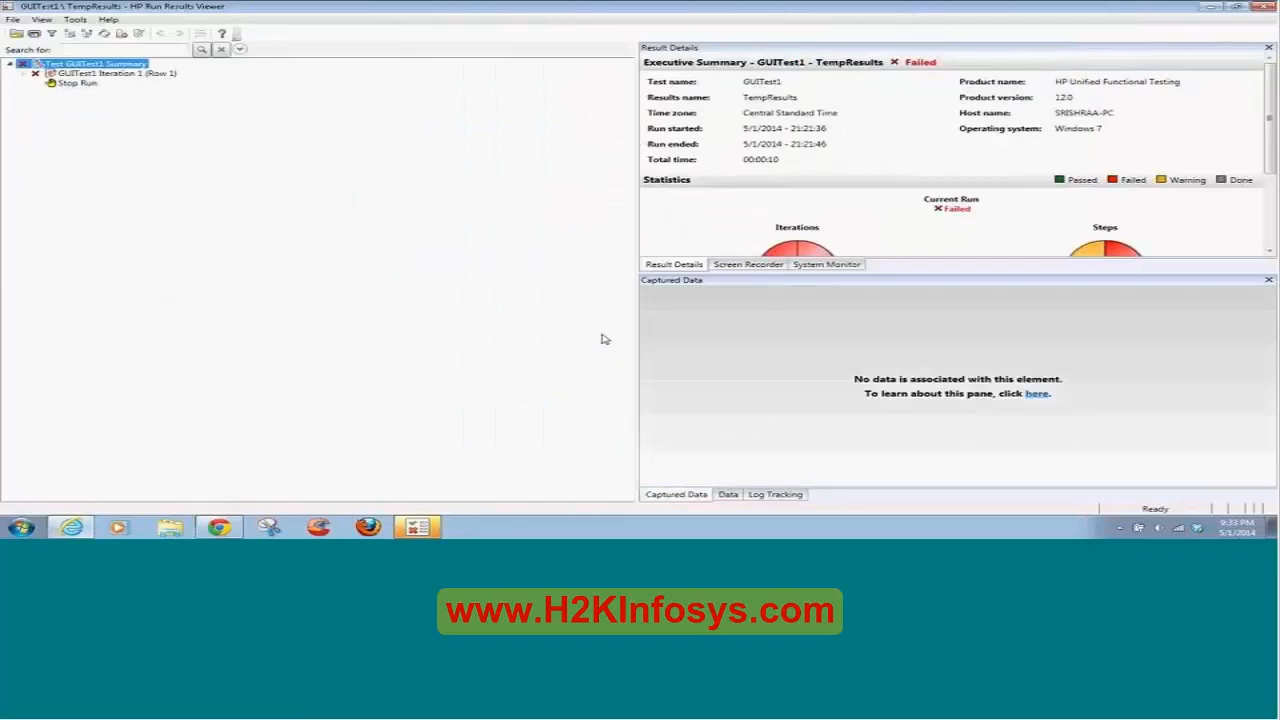 GUITest1 \ TempResults - HP Run Results Viewer
File View Tools Help
Search for:
Test GUITest1 Summary
GUITest1 Iteration 1 (Row 1)
Stop Run
Result Details
Executive Summary - GUITest1 - TempResults ✕ Failed
Test name: GUITest1 Product name: HP Unified Functional Testing
Results name: TempResults Product version: 12.0
Time zone: Central Standard Time Host name: SRISHRAA-PC
Run started: 5/1/2014 - 21:21:36 Operating system: Windows 7
Run ended: 5/1/2014 - 21:21:46
Total time: 00:00:10
Statistics Passed Failed Warning Done
Current Run
✕ Failed
Iterations Steps
Result Details Screen Recorder System Monitor
Captured Data
No data is associated with this element.
To learn about this pane, click here.
Captured Data Data Log Tracking
Ready
9:33 PM
5/1/2014
www.H2KInfosys.com